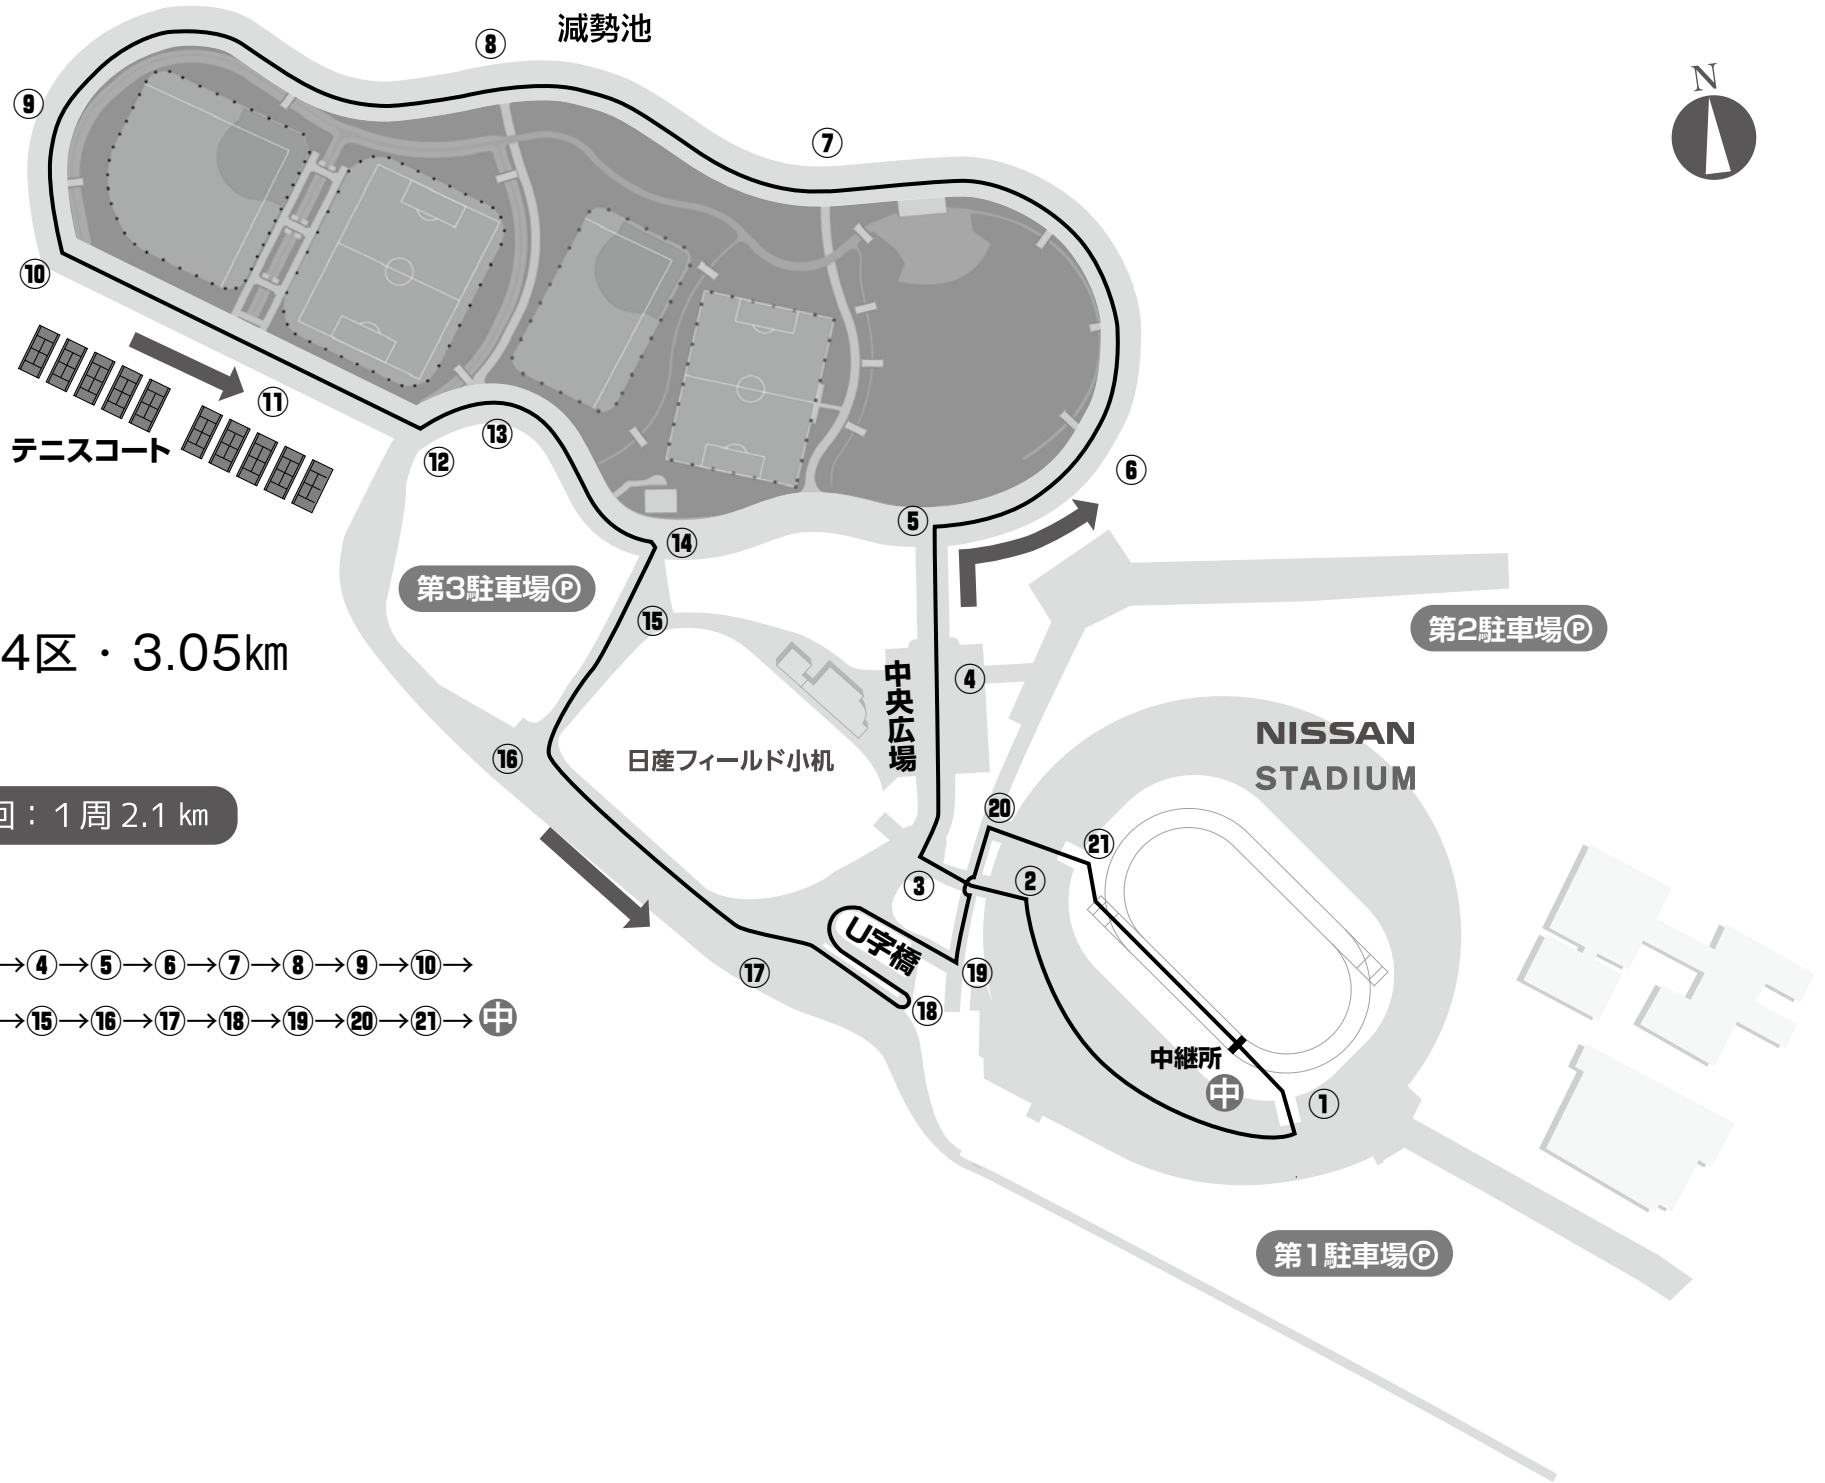 減勢池
N
⑧
⑨
⑦
⑩
⑪
テニスコート
⑬
⑫
⑥
⑤
⑭
第3駐車場Ⓟ
⑮
第2駐車場Ⓟ
4区・3.05㎞
中央広場
④
NISSAN
STADIUM
⑯
日産フィールド小机
回：1周2.1㎞
⑳
㉑
③
②
U字橋
→④→⑤→⑥→⑦→⑧→⑨→⑩→
⑰
⑲
⑱
→⑮→⑯→⑰→⑱→⑲→⑳→㉑→㊥
中継所
㊥
①
第1駐車場Ⓟ